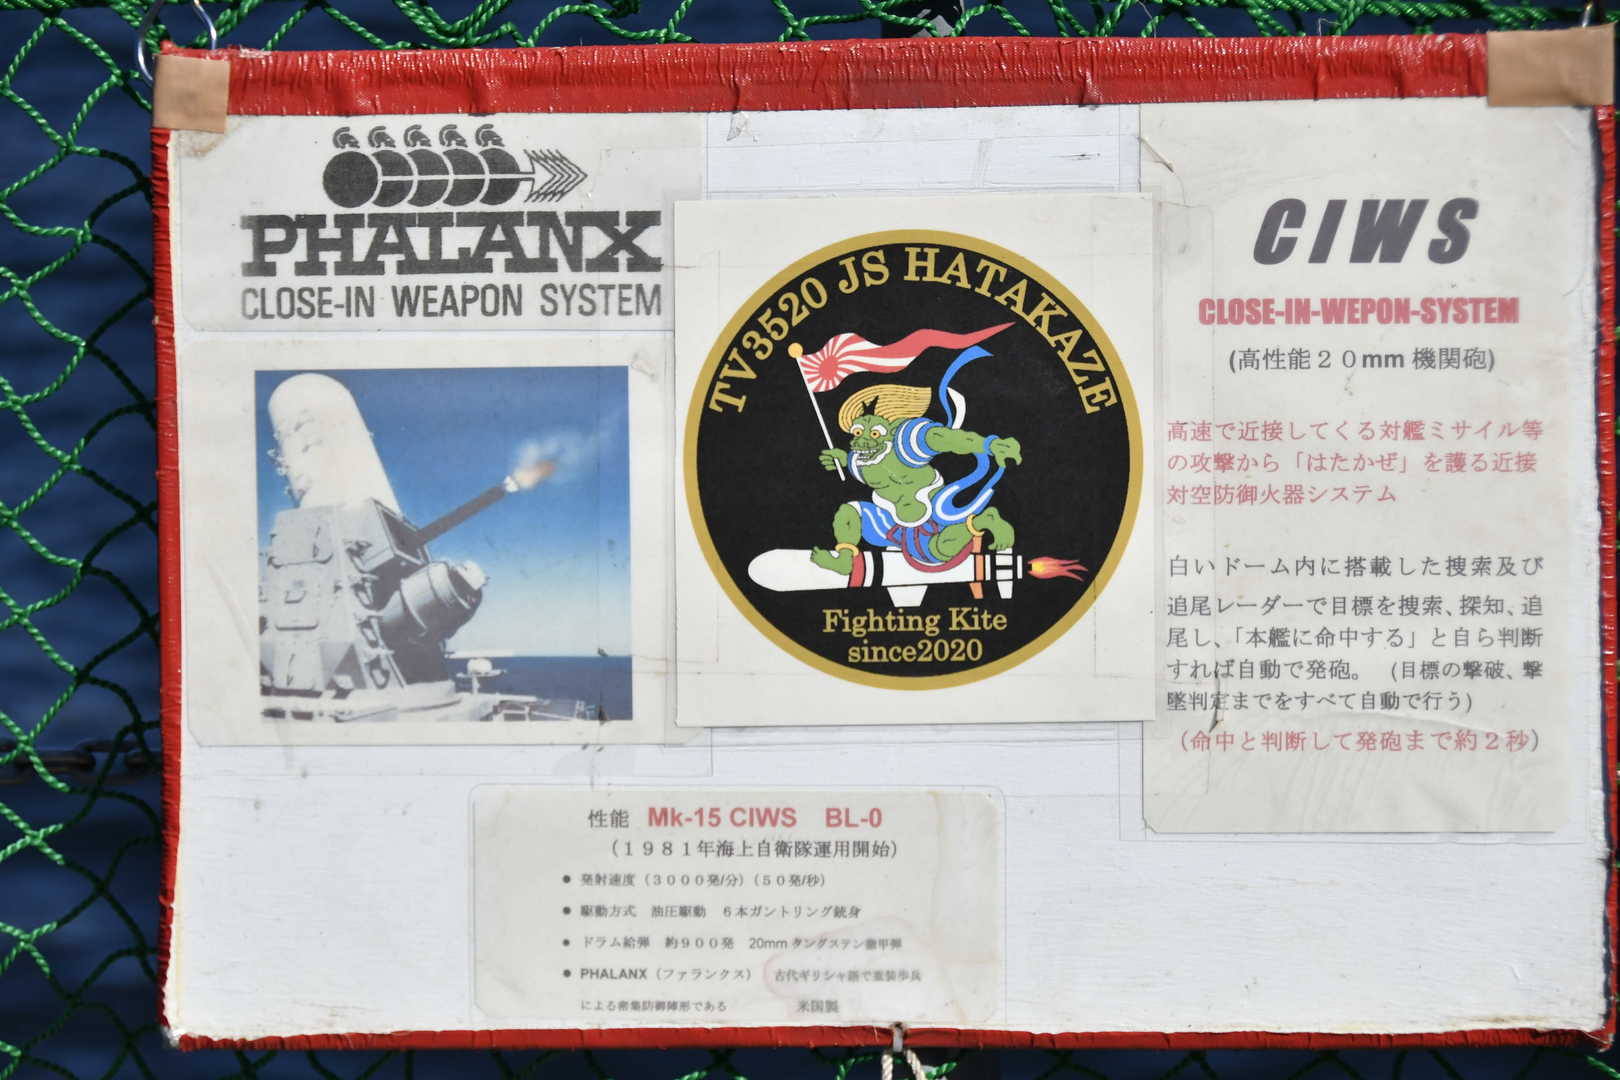 PHALANX
CLOSE-IN WEAPON SYSTEM
TV3520 JS HATAKAZE
Fighting Kite
since2020
CIWS
CLOSE-IN-WEPON-SYSTEM
(高性能２０mm 機関砲)
高速で近接してくる対艦ミサイル等
の攻撃から「はたかぜ」を護る近接
対空防御火器システム
白いドーム内に搭載した捜索及び
追尾レーダーで目標を捜索、探知、追
尾し、「本艦に命中する」と自ら判断
すれば自動で発砲。 (目標の撃破、撃
墜判定までをすべて自動で行う)
（命中と判断して発砲まで約２秒）
性能 Mk-15 CIWS BL-0
（１９８１年海上自衛隊運用開始）
● 発射速度（３０００発/分）（５０発/秒）
● 駆動方式 油圧駆動 ６本ガントリング銃身
● ドラム給弾 約９００発 20mm タングステン徹甲弾
● PHALANX（ファランクス） 古代ギリシャ語で重装歩兵
による密集防御陣形である 米国製